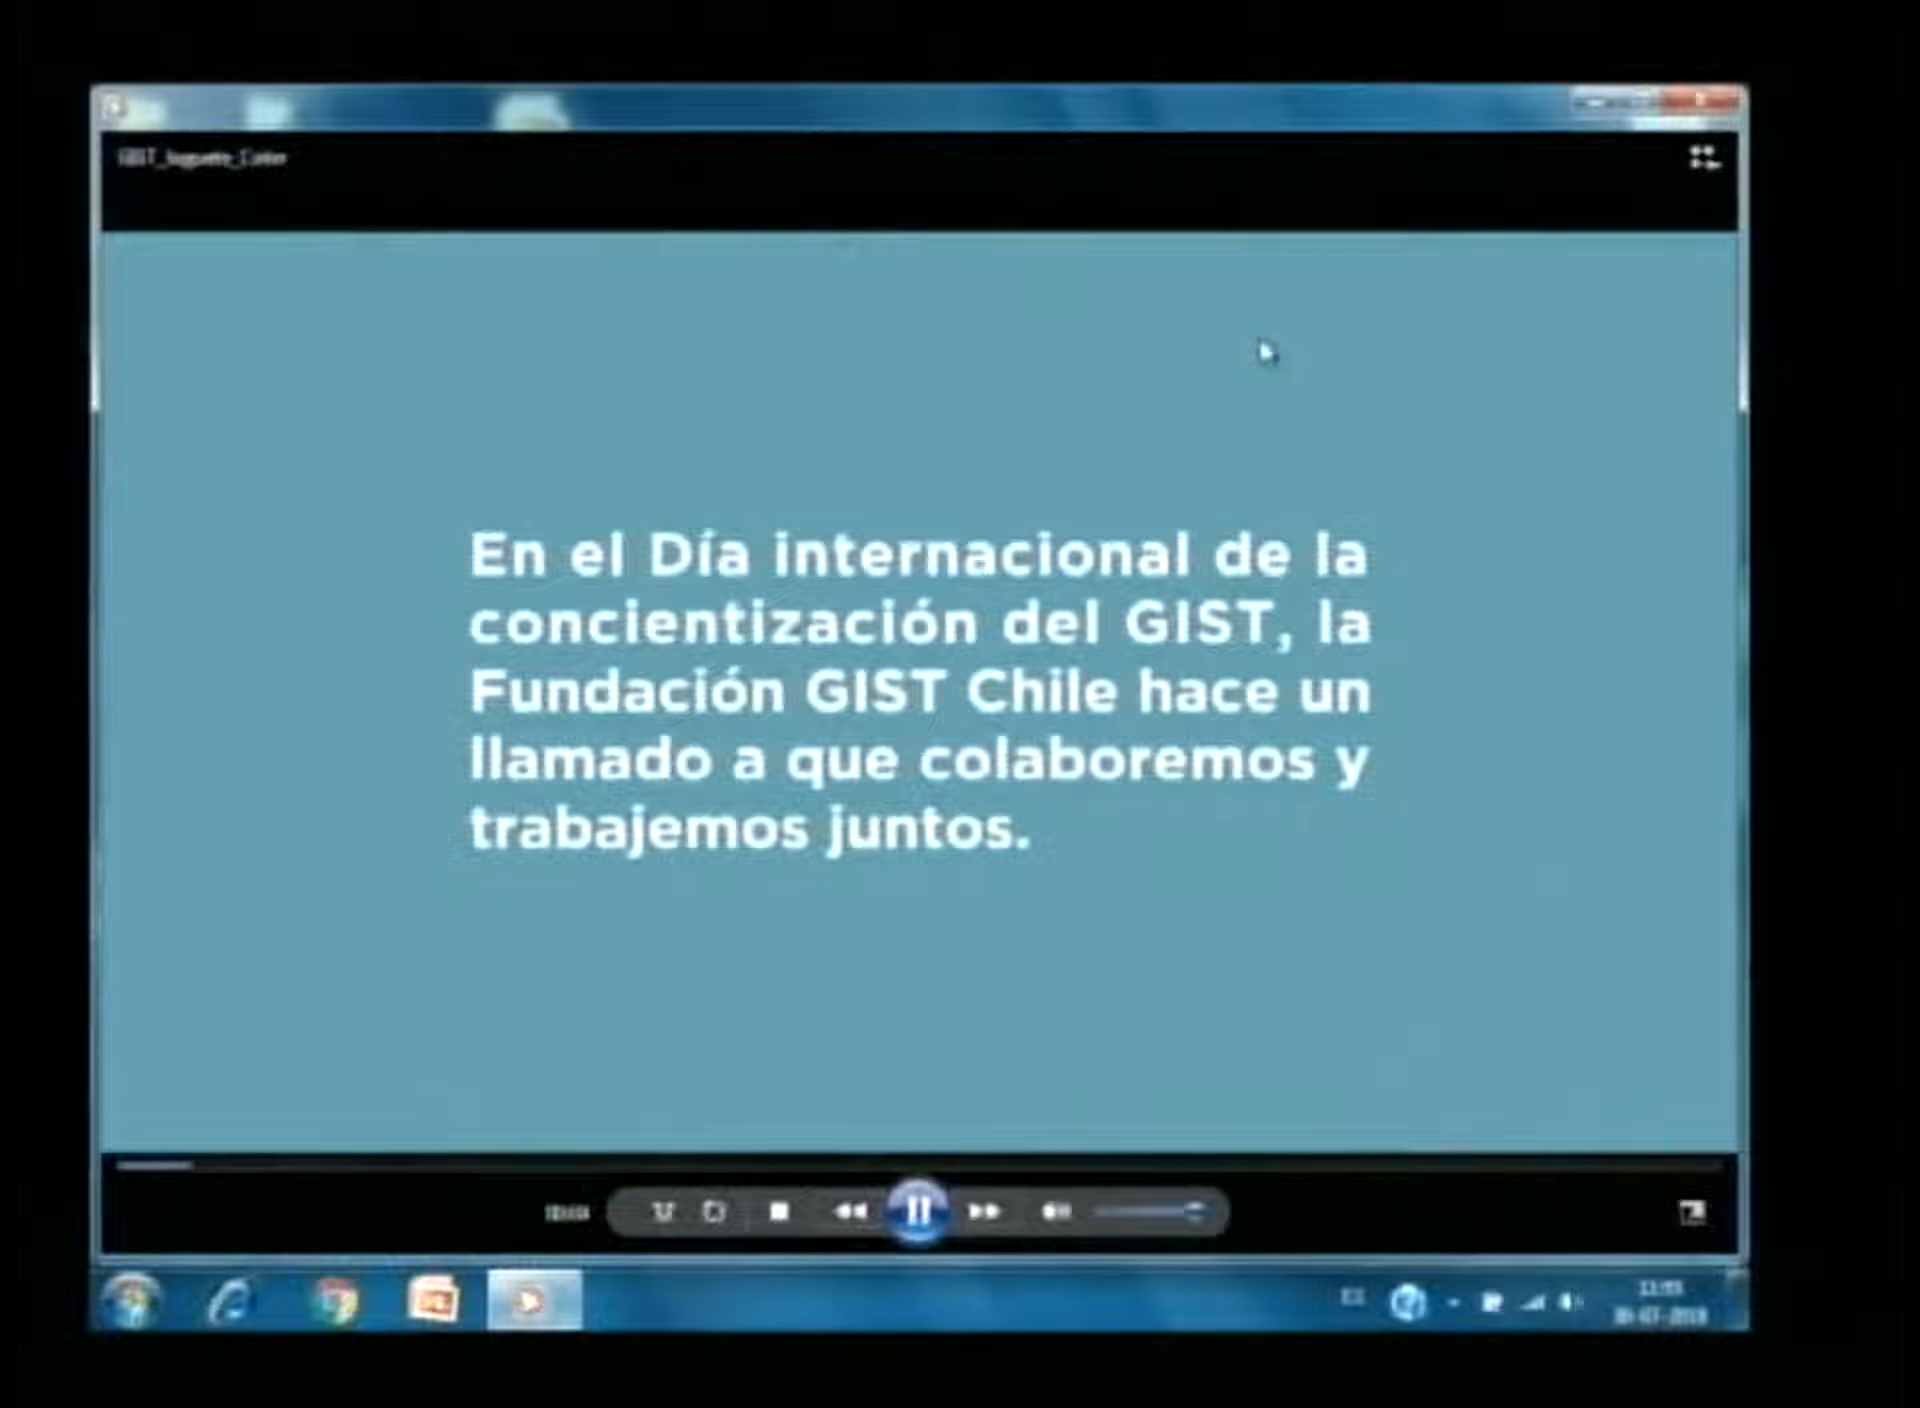 En el Día internacional de la
concientización del GIST, la
Fundación GIST Chile hace un
llamado a que colaboremos y
trabajemos juntos.
ES